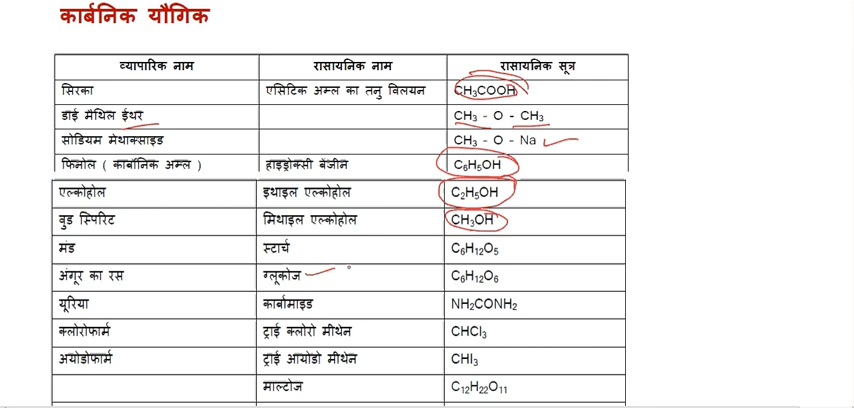 कार्बनिक यौगिक
व्यापारिक नाम रासायनिक नाम रासायनिक सूत्र
सिरका एसिटिक अम्ल का तनु विलयन CH₃COOH
डाई मैथिल ईथर CH₃ - O - CH₃
सोडियम मेथाक्साइड CH₃ - O - Na
फिनोल ( कार्बोनिक अम्ल ) हाइड्रोक्सी बेंजीन C₆H₅OH
एल्कोहोल इथाइल एल्कोहोल C₂H₅OH
वुड स्पिरिट मिथाइल एल्कोहोल CH₃OH
मंड स्टार्च C₆H₁₂O₅
अंगूर का रस ग्लूकोज C₆H₁₂O₆
यूरिया कार्बामाइड NH₂CONH₂
क्लोरोफार्म ट्राई क्लोरो मीथेन CHCl₃
अयोडोफार्म ट्राई आयोडो मीथेन CHI₃
माल्टोज C₁₂H₂₂O₁₁